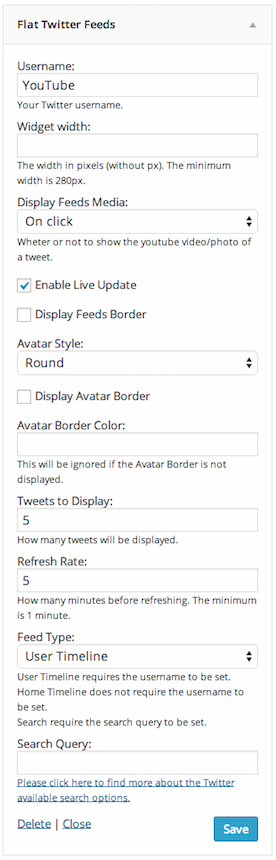 Flat Twitter Feeds
Username:
YouTube
Your Twitter username.
Widget width:
The width in pixels (without px). The minimum
width is 280px.
Display Feeds Media:
On click
Wheter or not to show the youtube video/photo of
a tweet.
Enable Live Update
Display Feeds Border
Avatar Style:
Round
Display Avatar Border
Avatar Border Color:
This will be ignored if the Avatar Border is not
displayed.
Tweets to Display:
5
How many tweets will be displayed.
Refresh Rate:
5
How many minutes before refreshing. The minimum
is 1 minute.
Feed Type:
User Timeline
User Timeline requires the username to be set.
Home Timeline does not require the username to
be set.
Search require the search query to be set.
Search Query:
Please click here to find more about the Twitter
available search options.
Delete | Close
Save